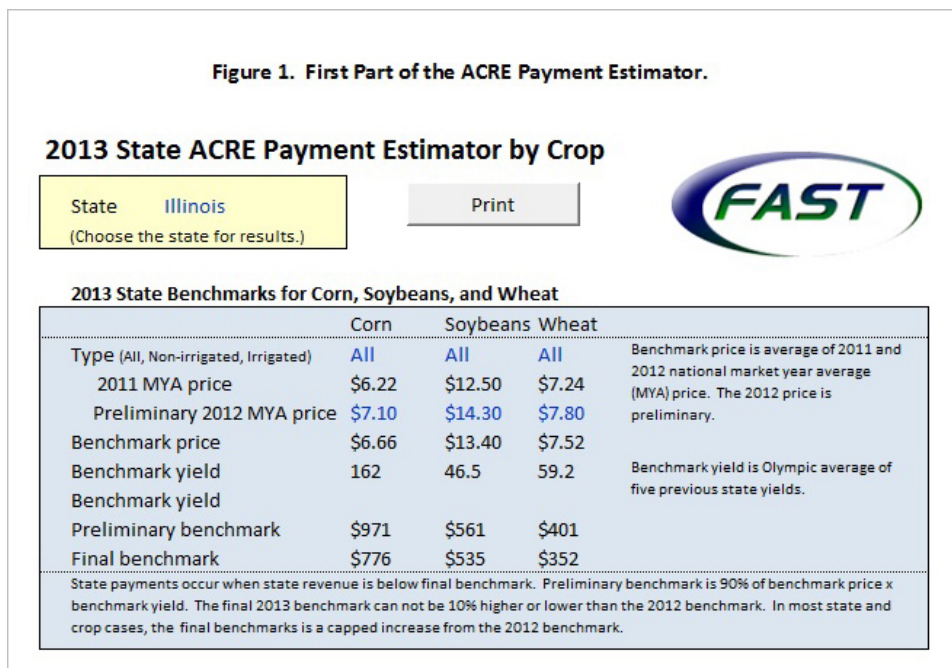 Figure 1. First Part of the ACRE Payment Estimator.
2013 State ACRE Payment Estimator by Crop
State Illinois
(Choose the state for results.)
Print
FAST
2013 State Benchmarks for Corn, Soybeans, and Wheat
Corn Soybeans Wheat
Type (All, Non-irrigated, Irrigated) All All All
2011 MYA price $6.22 $12.50 $7.24
Preliminary 2012 MYA price $7.10 $14.30 $7.80
Benchmark price $6.66 $13.40 $7.52
Benchmark yield 162 46.5 59.2
Benchmark yield
Preliminary benchmark $971 $561 $401
Final benchmark $776 $535 $352
Benchmark price is average of 2011 and
2012 national market year average
(MYA) price. The 2012 price is
preliminary.
Benchmark yield is Olympic average of
five previous state yields.
State payments occur when state revenue is below final benchmark. Preliminary benchmark is 90% of benchmark price x
benchmark yield. The final 2013 benchmark can not be 10% higher or lower than the 2012 benchmark. In most state and
crop cases, the final benchmarks is a capped increase from the 2012 benchmark.